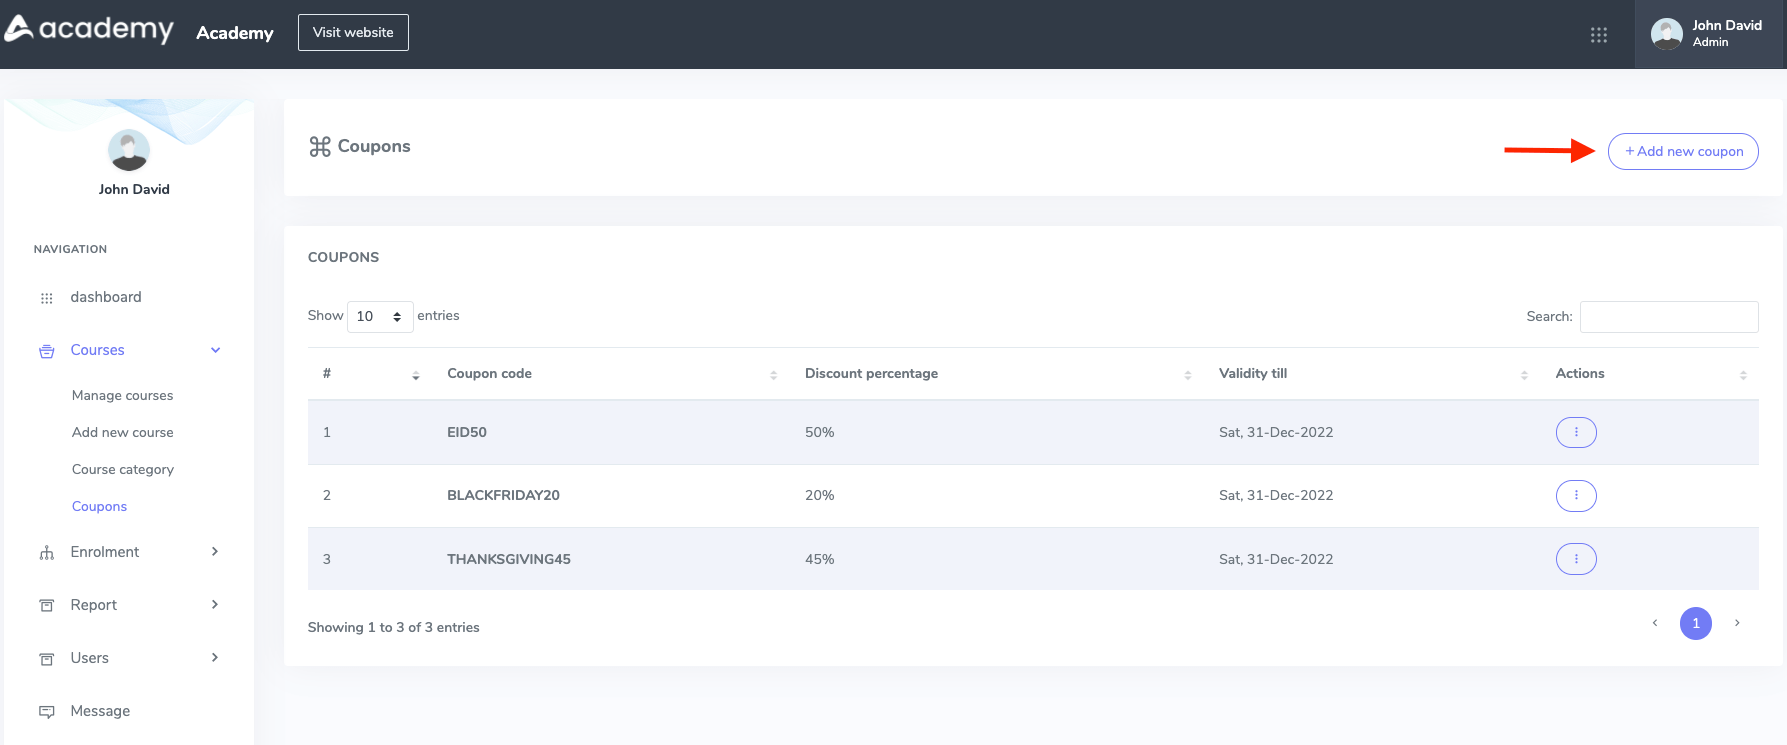 academy Academy Visit website
John David
Admin
Coupons
+ Add new coupon
John David
NAVIGATION
dashboard
Courses
Manage courses
Add new course
Course category
Coupons
Enrolment
Report
Users
Message
COUPONS
Show 10 entries
Search:
# Coupon code Discount percentage Validity till Actions
1 EID50 50% Sat, 31-Dec-2022
2 BLACKFRIDAY20 20% Sat, 31-Dec-2022
3 THANKSGIVING45 45% Sat, 31-Dec-2022
Showing 1 to 3 of 3 entries
‹ 1 ›